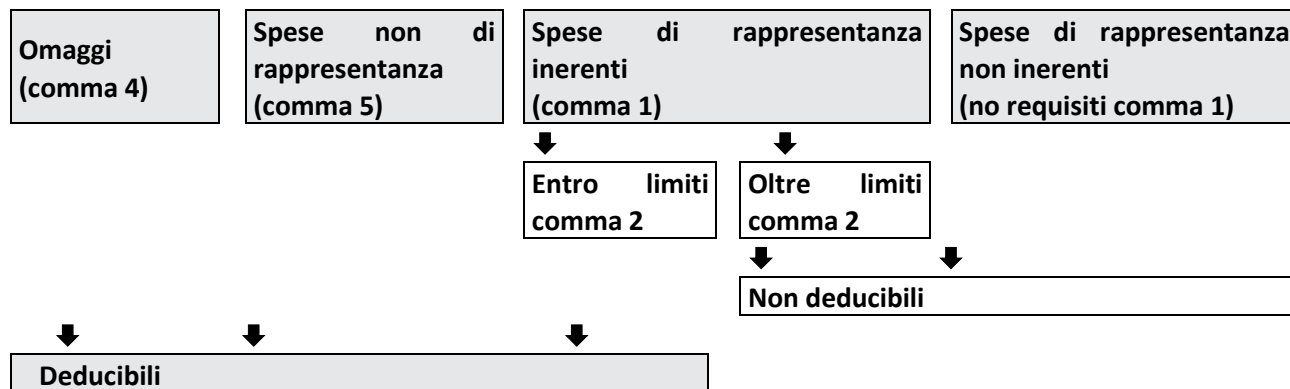 Omaggi
(comma 4)
Spese non di
rappresentanza
(comma 5)
Spese di rappresentanza
inerenti
(comma 1)
Spese di rappresentanza
non inerenti
(no requisiti comma 1)
Entro limiti
comma 2
Oltre limiti
comma 2
Non deducibili
Deducibili